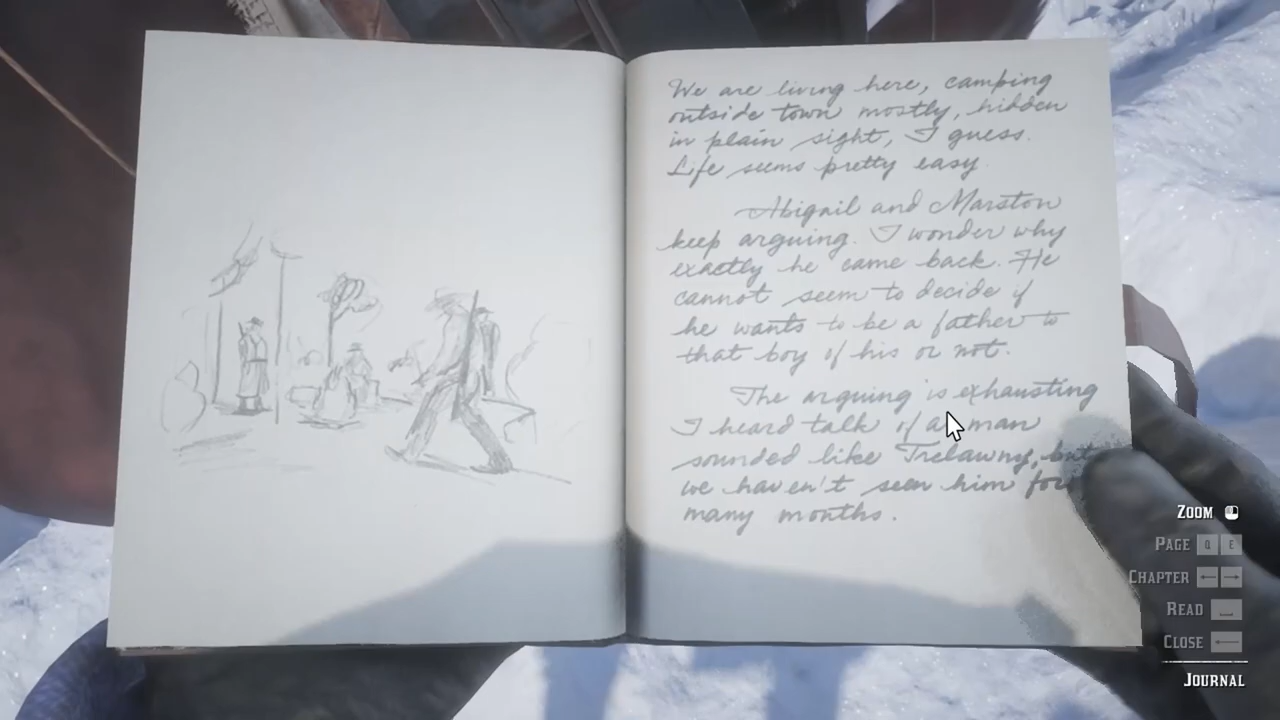 We are living here, camping
outside town mostly, hidden
in plain sight, I guess.
Life seems pretty easy.
Abigail and Marston
keep arguing. I wonder why
exactly he came back. He
cannot seem to decide if
he wants to be a father to
that boy of his or not.
The arguing is exhausting
I heard talk of a man
sounded like Trelawny, but
we haven't seen him for
many months.
ZOOM
PAGE Q E
CHAPTER ← →
READ
CLOSE ←
JOURNAL